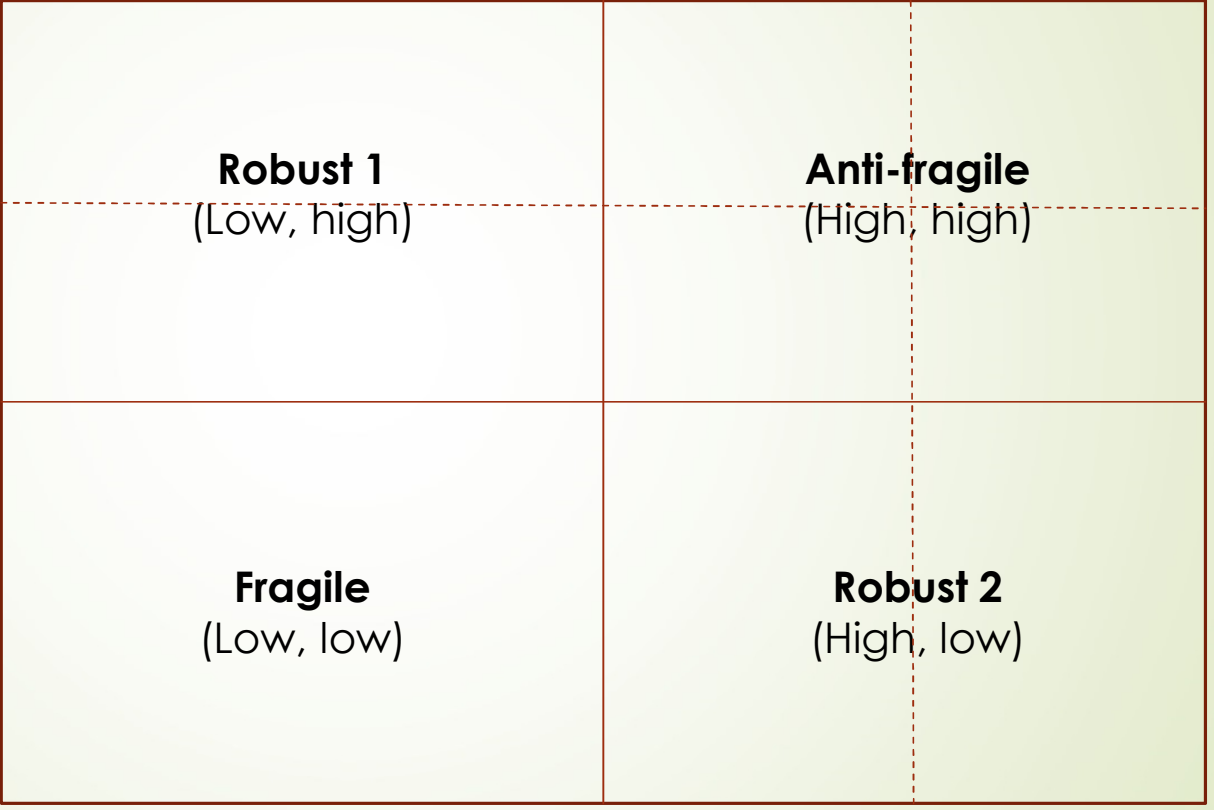 Robust 1
(Low, high)
Anti-fragile
(High, high)
Fragile
(Low, low)
Robust 2
(High, low)